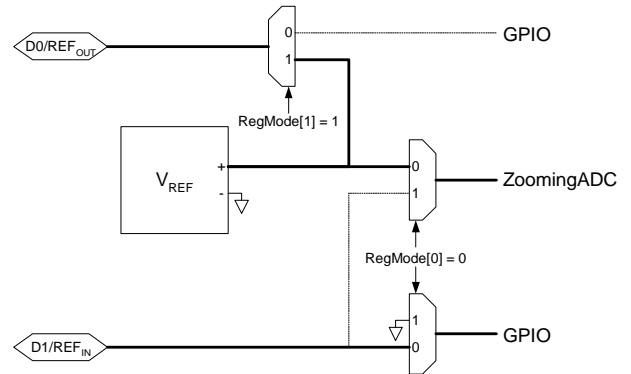 D0/REF_OUT
0
GPIO
1
RegMode[1] = 1
V_REF
+
-
0
ZoomingADC
1
RegMode[0] = 0
1
GPIO
0
D1/REF_IN